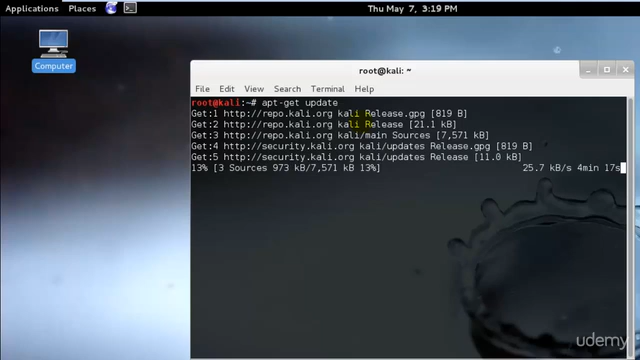 Applications Places Thu May 7, 3:19 PM
Computer
root@kali: ~
File Edit View Search Terminal Help
root@kali:~# apt-get update
Get:1 http://repo.kali.org kali Release.gpg [819 B]
Get:2 http://repo.kali.org kali Release [21.1 kB]
Get:3 http://repo.kali.org kali/main Sources [7,571 kB]
Get:4 http://security.kali.org kali/updates Release.gpg [819 B]
Get:5 http://security.kali.org kali/updates Release [11.0 kB]
13% [3 Sources 973 kB/7,571 kB 13%] 25.7 kB/s 4min 17s
udemy